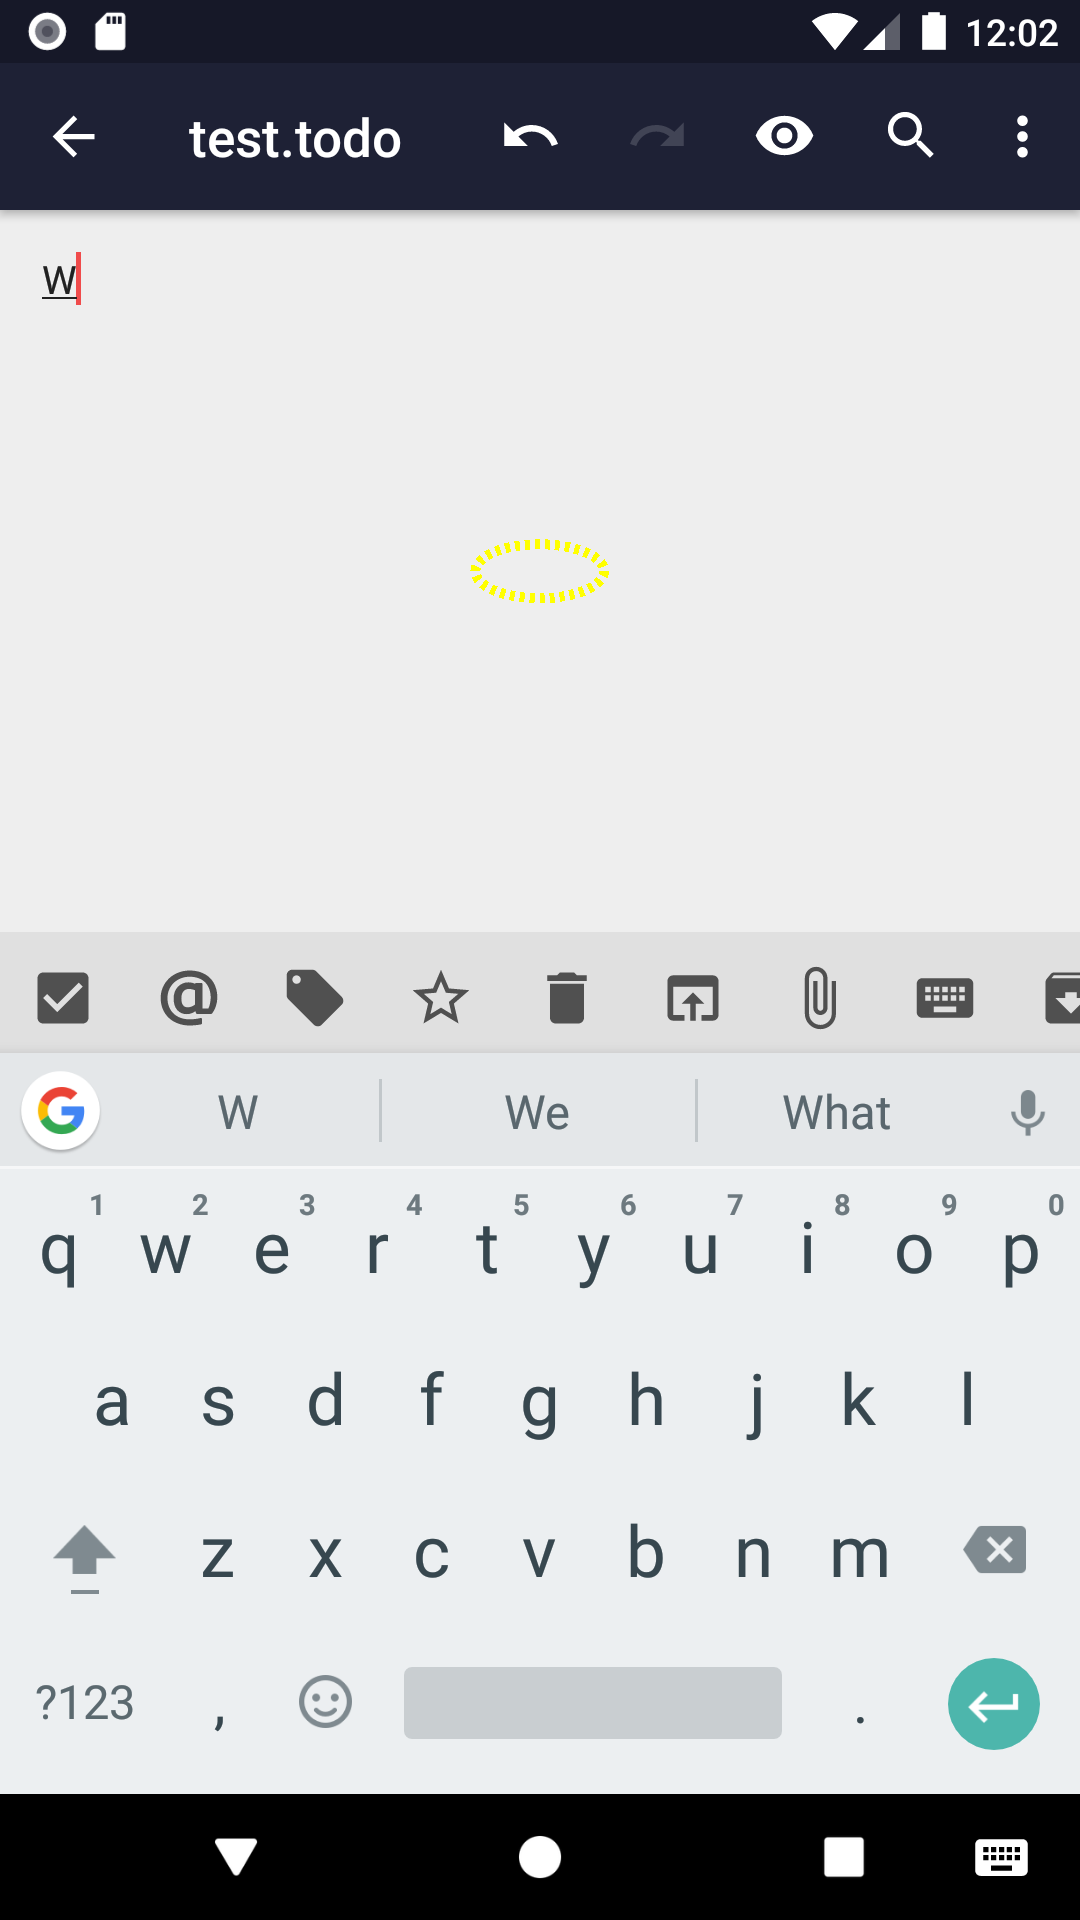 12:02
test.todo
W
W We What
1 2 3 4 5 6 7 8 9 0
q w e r t y u i o p
a s d f g h j k l
z x c v b n m
?123 , .